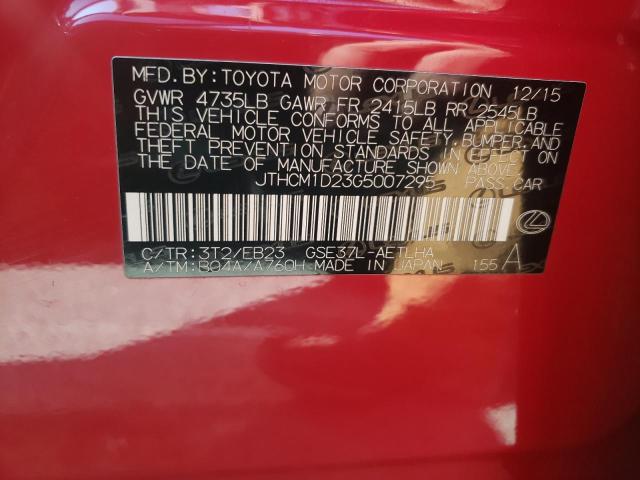 MFD. BY: TOYOTA MOTOR CORPORATION 12/15
GVWR 4735LB GAWR FR 2415LB RR 2545LB
THIS VEHICLE CONFORMS TO ALL APPLICABLE
FEDERAL MOTOR VEHICLE SAFETY, BUMPER, AND
THEFT PREVENTION STANDARDS IN EFFECT ON
THE DATE OF MANUFACTURE SHOWN ABOVE.
JTHCM1D23G5007295 PASS. CAR
C/TR: 3T2/EB23 GSE37L-AETLHA
A/TM: B04A/A760H MADE IN JAPAN 155 A